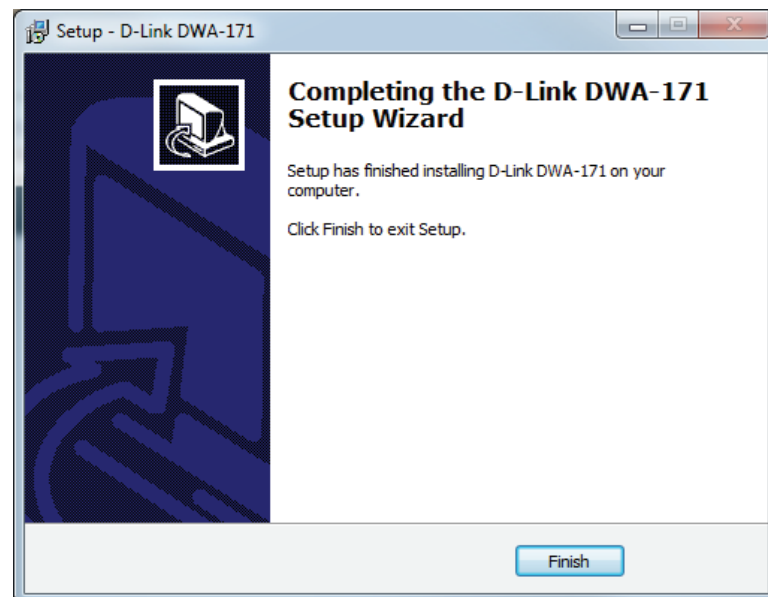 Setup - D-Link DWA-171
Completing the D-Link DWA-171
Setup Wizard
Setup has finished installing D-Link DWA-171 on your
computer.
Click Finish to exit Setup.
Finish